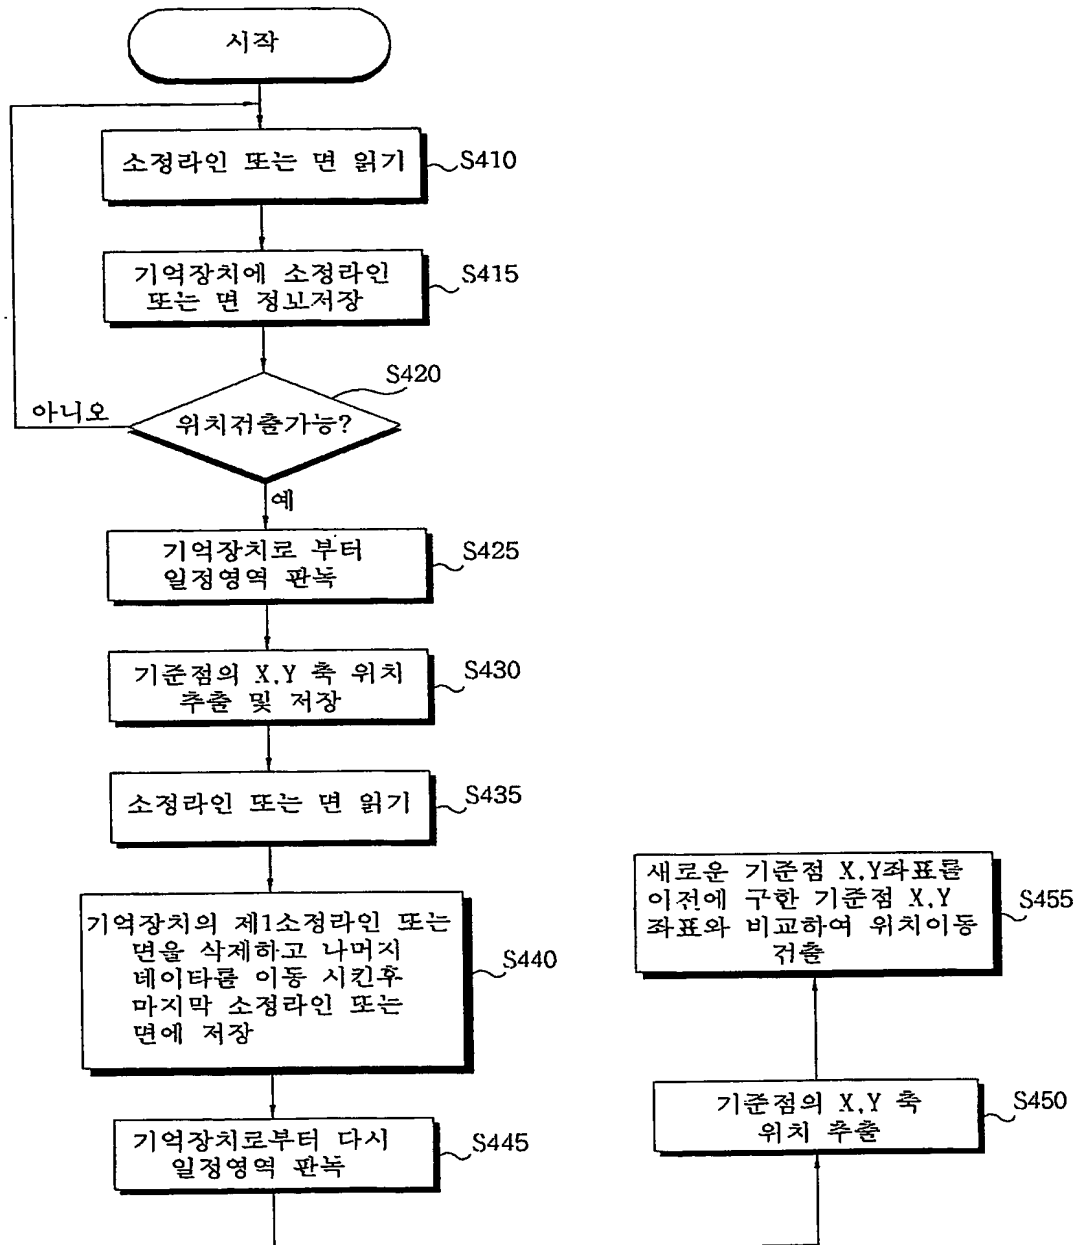 시작
소정라인 또는 면 읽기
S410
기억장치에 소정라인
또는 면 정보저장
S415
S420
위치검출가능?
아니오
예
기억장치로 부터
일정영역 판독
S425
기준점의 X,Y 축 위치
추출 및 저장
S430
소정라인 또는 면 읽기
S435
기억장치의 제1소정라인 또는
면을 삭제하고 나머지
데이타를 이동 시킨후
마지막 소정라인 또는
면에 저장
S440
기억장치로부터 다시
일정영역 판독
S445
기준점의 X,Y 축
위치 추출
S450
새로운 기준점 X,Y좌표를
이전에 구한 기준점 X,Y
좌표와 비교하여 위치이동
검출
S455